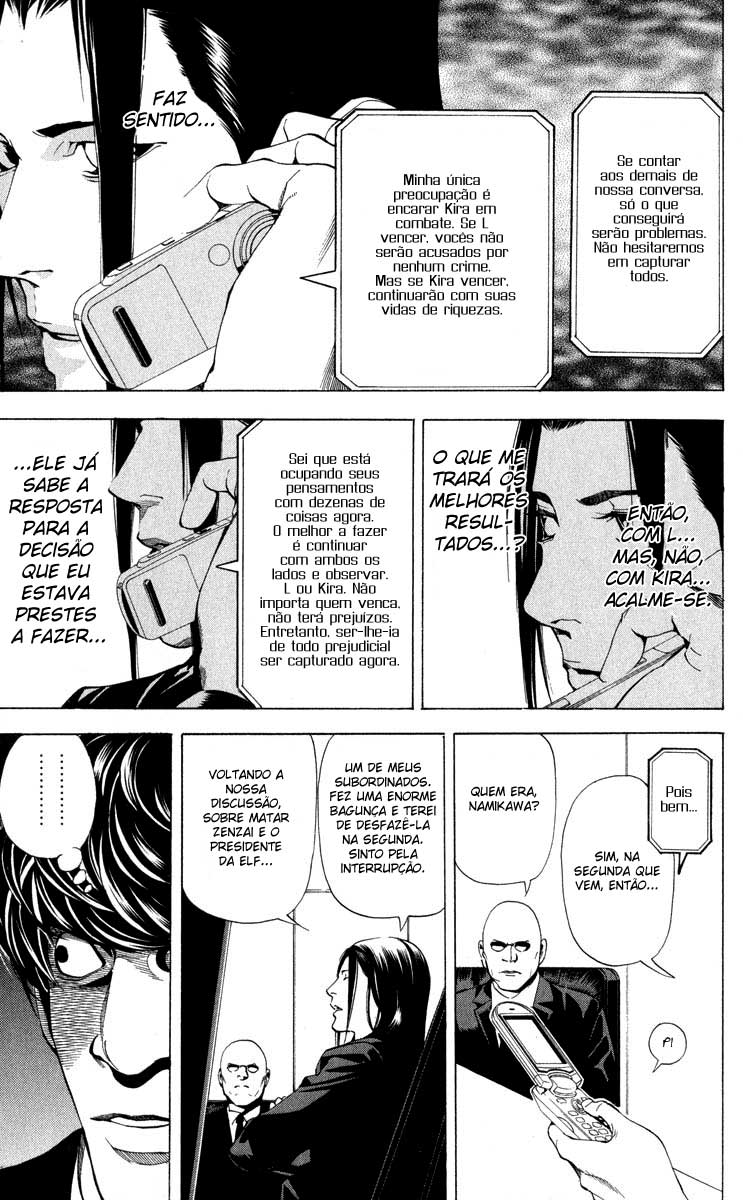 Se contar
aos demais de
nossa conversa,
só o que
conseguirá
serão problemas.
Não hesitaremos
em capturar
todos.
Minha única
preocupação é
encarar Kira em
combate. Se L
vencer, vocês não
serão acusados por
nenhum crime.
Mas se Kira vencer,
continuarão com suas
vidas de riquezas.
FAZ
SENTIDO...
O QUE ME
TRARÁ OS
MELHORES
RESUL-
TADOS...?
ENTÃO,
COM L...
MAS, NÃO,
COM KIRA...
ACALME-SE.
Sei que está
ocupando seus
pensamentos
com dezenas de
coisas agora.
O melhor a fazer
é continuar
com ambos os
lados e observar.
L ou Kira. Não
importa quem venca,
não terá prejuízos.
Entretanto, ser-lhe-ia
de todo prejudicial
ser capturado agora.
...ELE JÁ
SABE A
RESPOSTA
PARA A
DECISÃO
QUE EU
ESTAVA
PRESTES
A FAZER...
Pois
bem...
SIM, NA
SEGUNDA QUE
VEM, ENTÃO...
PI
QUEM ERA,
NAMIKAWA?
UM DE MEUS
SUBORDINADOS.
FEZ UMA ENORME
BAGUNÇA E TEREI
DE DESFAZÊ-LA
NA SEGUNDA.
SINTO PELA
INTERRUPÇÃO.
VOLTANDO A
NOSSA
DISCUSSÃO,
SOBRE MATAR
ZENZAI E O
PRESIDENTE
DA ELF...
..........
..........